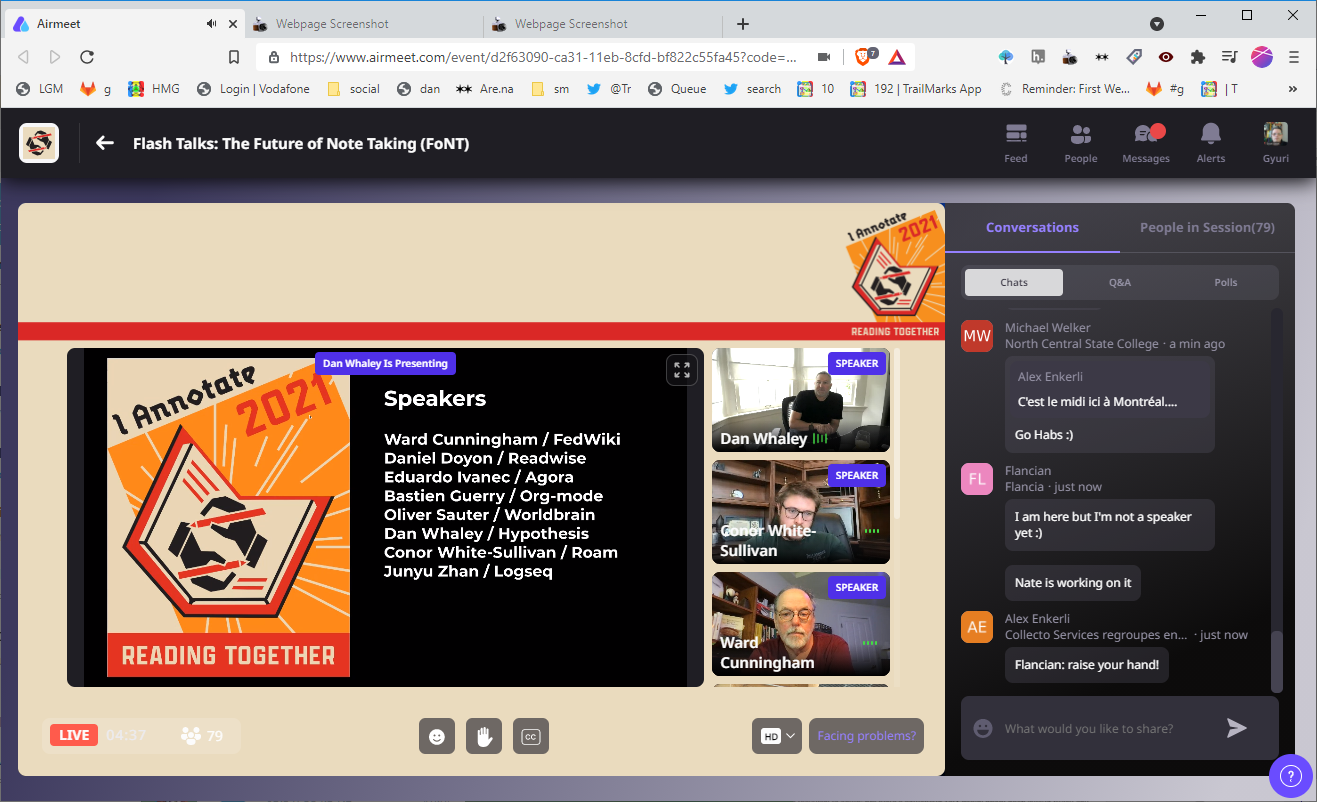 Airmeet
Webpage Screenshot
Webpage Screenshot
https://www.airmeet.com/event/d2f63090-ca31-11eb-8cfd-bf822c55fa45?code=...
7
LGM
g
HMG
Login | Vodafone
social
dan
Are.na
sm
@Tr
Queue
search
10
192 | TrailMarks App
Reminder: First We...
#g
| T
»
Flash Talks: The Future of Note Taking (FoNT)
Feed
People
Messages
Alerts
Gyuri
I Annotate
2021
READING TOGETHER
Dan Whaley Is Presenting
I Annotate
2021
READING TOGETHER
Speakers
Ward Cunningham / FedWiki
Daniel Doyon / Readwise
Eduardo Ivanec / Agora
Bastien Guerry / Org-mode
Oliver Sauter / Worldbrain
Dan Whaley / Hypothesis
Conor White-Sullivan / Roam
Junyu Zhan / Logseq
SPEAKER
Dan Whaley
SPEAKER
Conor White-
Sullivan
SPEAKER
Ward
Cunningham
LIVE
04:37
79
CC
HD
Facing problems?
Conversations
People in Session(79)
Chats
Q&A
Polls
MW
Michael Welker
North Central State College · a min ago
Alex Enkerli
C'est le midi ici à Montréal....
Go Habs :)
FL
Flancian
Flancia · just now
I am here but I'm not a speaker
yet :)
Nate is working on it
AE
Alex Enkerli
Collecto Services regroupes en... · just now
Flancian: raise your hand!
What would you like to share?
?